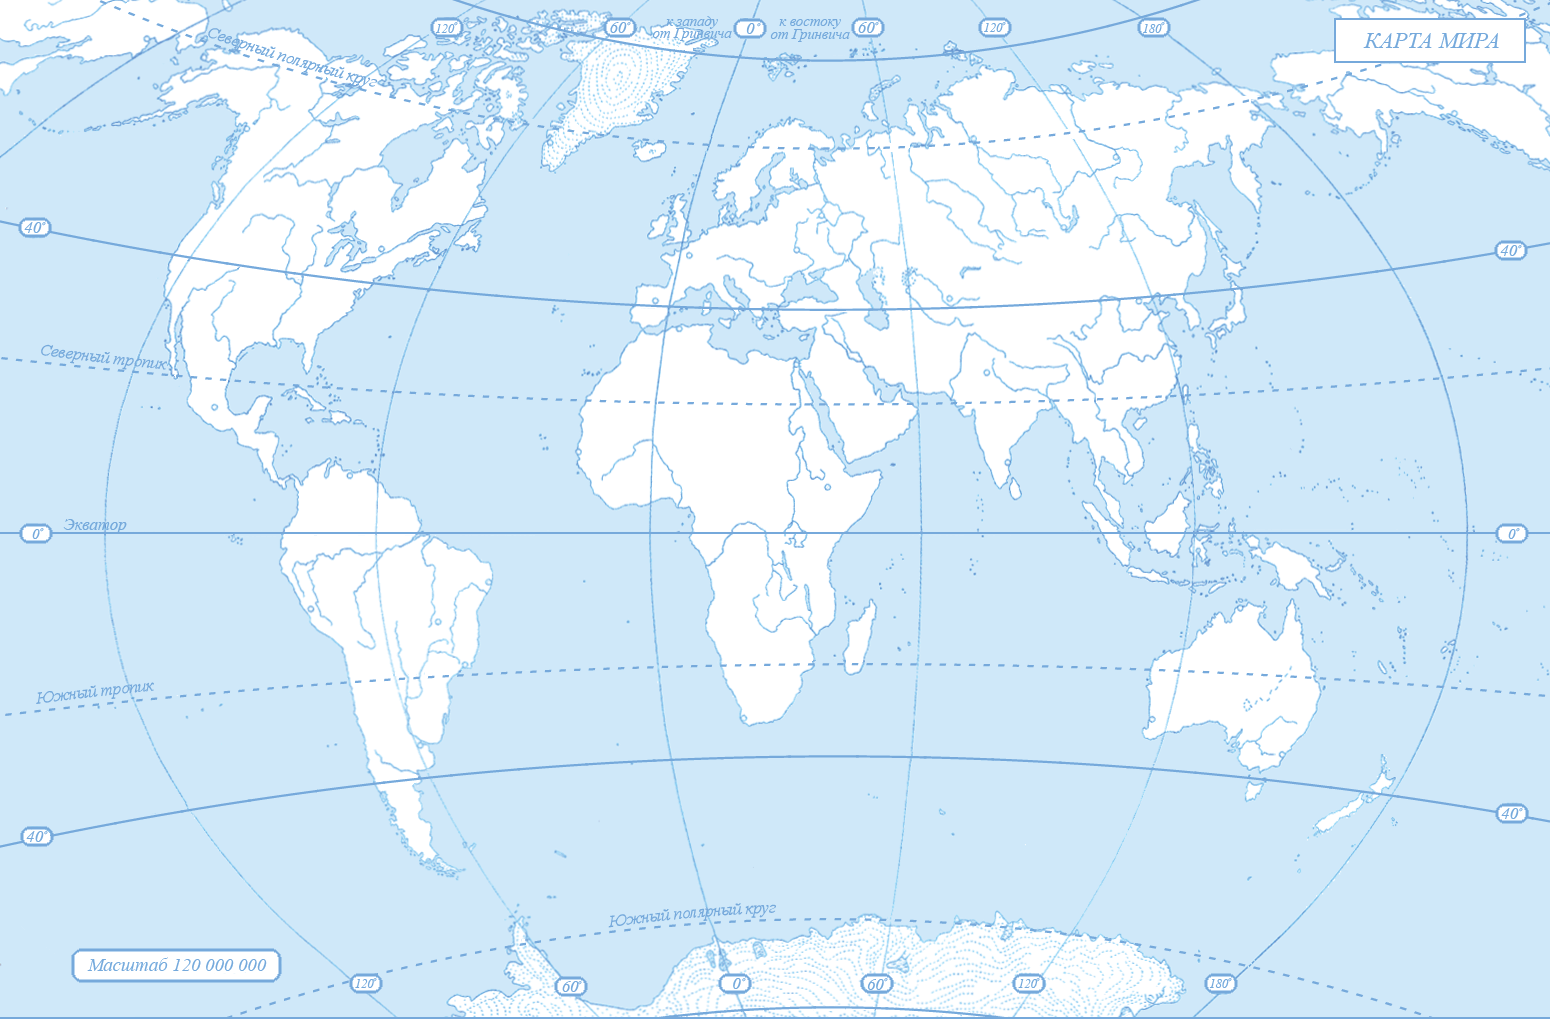 120°
60°
к западу
от Гринвича
0°
к востоку
от Гринвича
60°
120°
180°
КАРТА МИРА
Северный полярный круг
40°
40°
Северный тропик
Экватор
0°
0°
Южный тропик
40°
40°
Южный полярный круг
Масштаб 120 000 000
120°
60°
0°
60°
120°
180°